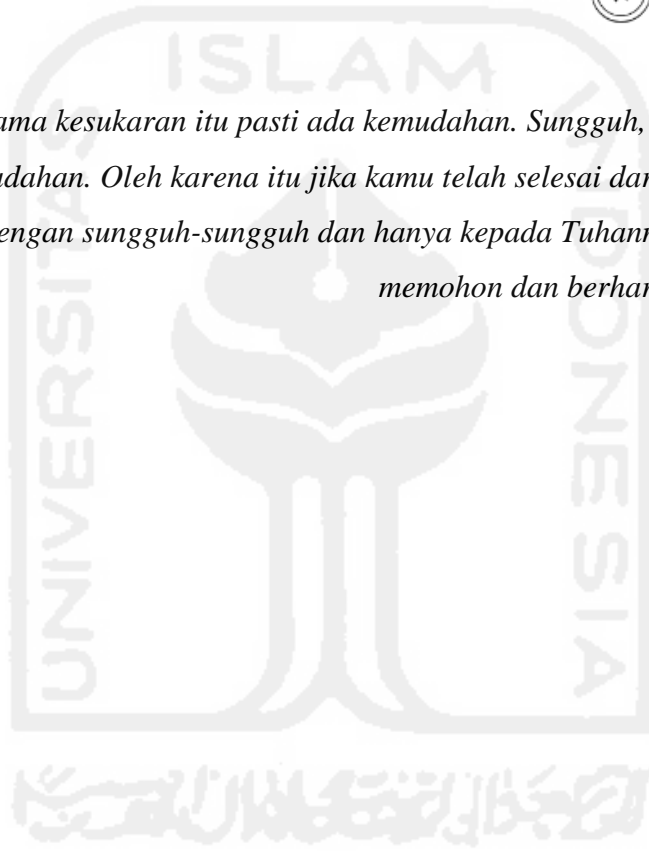 ISLAM
ama kesukaran itu pasti ada kemudahan. Sungguh,
udahan. Oleh karena itu jika kamu telah selesai dar
engan sungguh-sungguh dan hanya kepada Tuhann
memohon dan berhar
UNIVERSITAS
INDONESIA